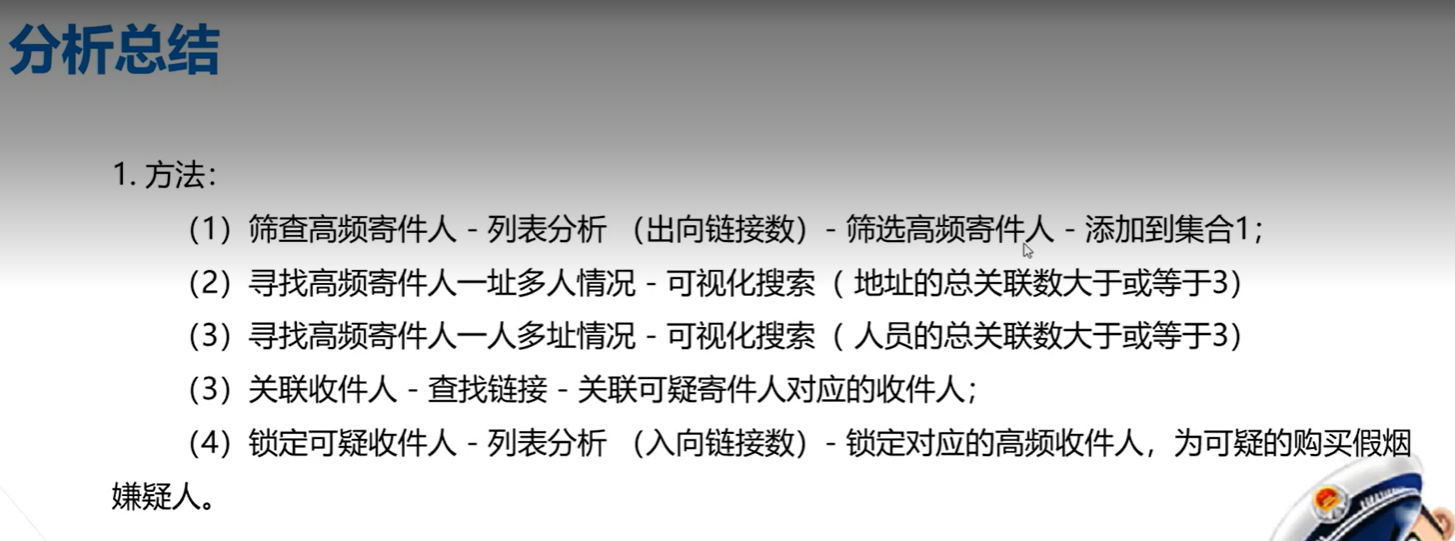 分析总结
1. 方法：
（1）筛查高频寄件人 - 列表分析 （出向链接数）- 筛选高频寄件人 - 添加到集合1；
（2）寻找高频寄件人一址多人情况 - 可视化搜索（ 地址的总关联数大于或等于3）
（3）寻找高频寄件人一人多址情况 - 可视化搜索（ 人员的总关联数大于或等于3）
（3）关联收件人 - 查找链接 - 关联可疑寄件人对应的收件人；
（4）锁定可疑收件人 - 列表分析 （入向链接数）- 锁定对应的高频收件人，为可疑的购买假烟
嫌疑人。